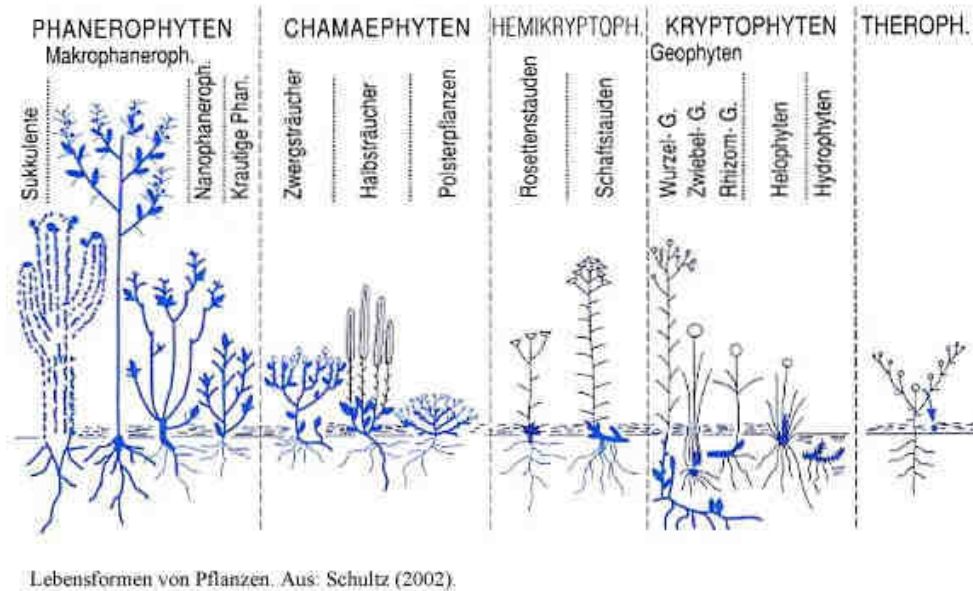 PHANEROPHYTEN
CHAMAEPHYTEN
HEMIKRYPTOPH.
KRYPTOPHYTEN
THEROPH.
Makrophaneroph.
Geophyten
Sukkulente
Nanophaneroph.
Krautige Phan.
Zwergsträucher
Halbsträucher
Polsterpflanzen
Rosettenstauden
Schaftstauden
Wurzel- G.
Zwiebel- G.
Rhizom- G.
Helophyten
Hydrophyten
Lebensformen von Pflanzen. Aus: Schultz (2002).